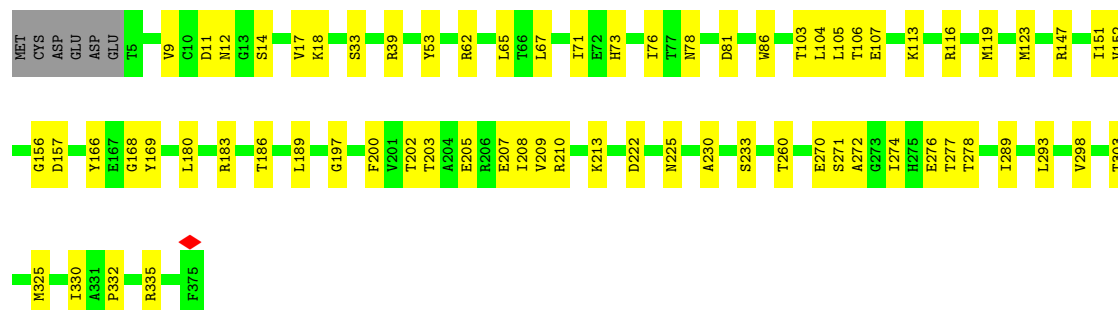 MET CYS ASP GLU ASP GLU T5 V9 C10 D11 N12 G13 S14 V17 K18 S33 R39 Y53 R62 L65 T66 L67 I71 E72 H73 I76 T77 N78 D81 W86 T103 L104 L105 T106 E107 K113 R116 M119 M123 R147 I151 V152
G156 D157 Y166 E167 G168 Y169 L180 R183 T186 L189 G197 F200 V201 T202 T203 A204 E205 R206 E207 I208 V209 R210 K213 D222 N225 A230 S233 T260 E270 S271 A272 G273 I274 H275 E276 T277 T278 I289 L293 V298 T303
M325 I330 A331 P332 R335 F375